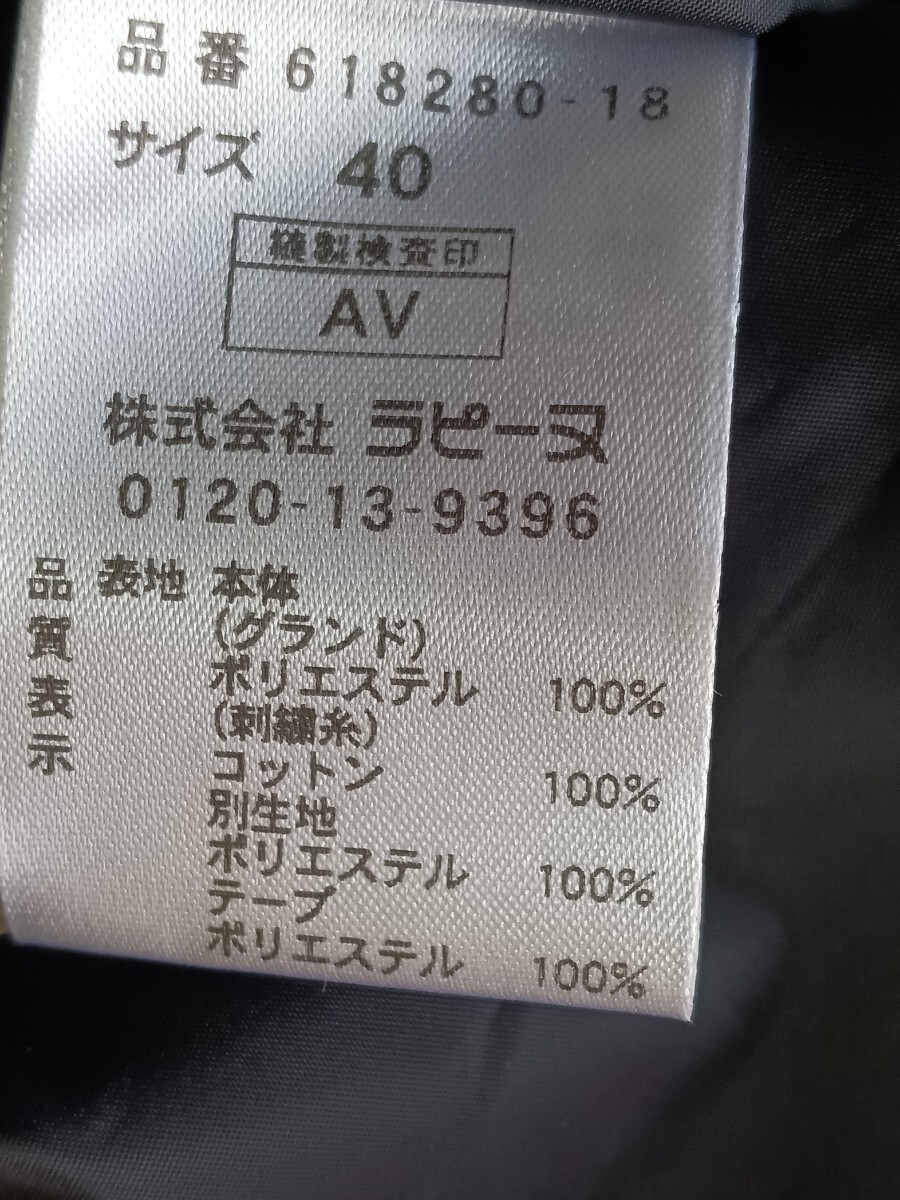 品番 618280-18
サイズ 40
縫製検査印
AV
株式会社 ラピーヌ
0120-13-9396
品質表示
表地 本体
(グランド)
ポリエステル 100%
(刺繍糸)
コットン 100%
別生地
ポリエステル 100%
テープ
ポリエステル 100%